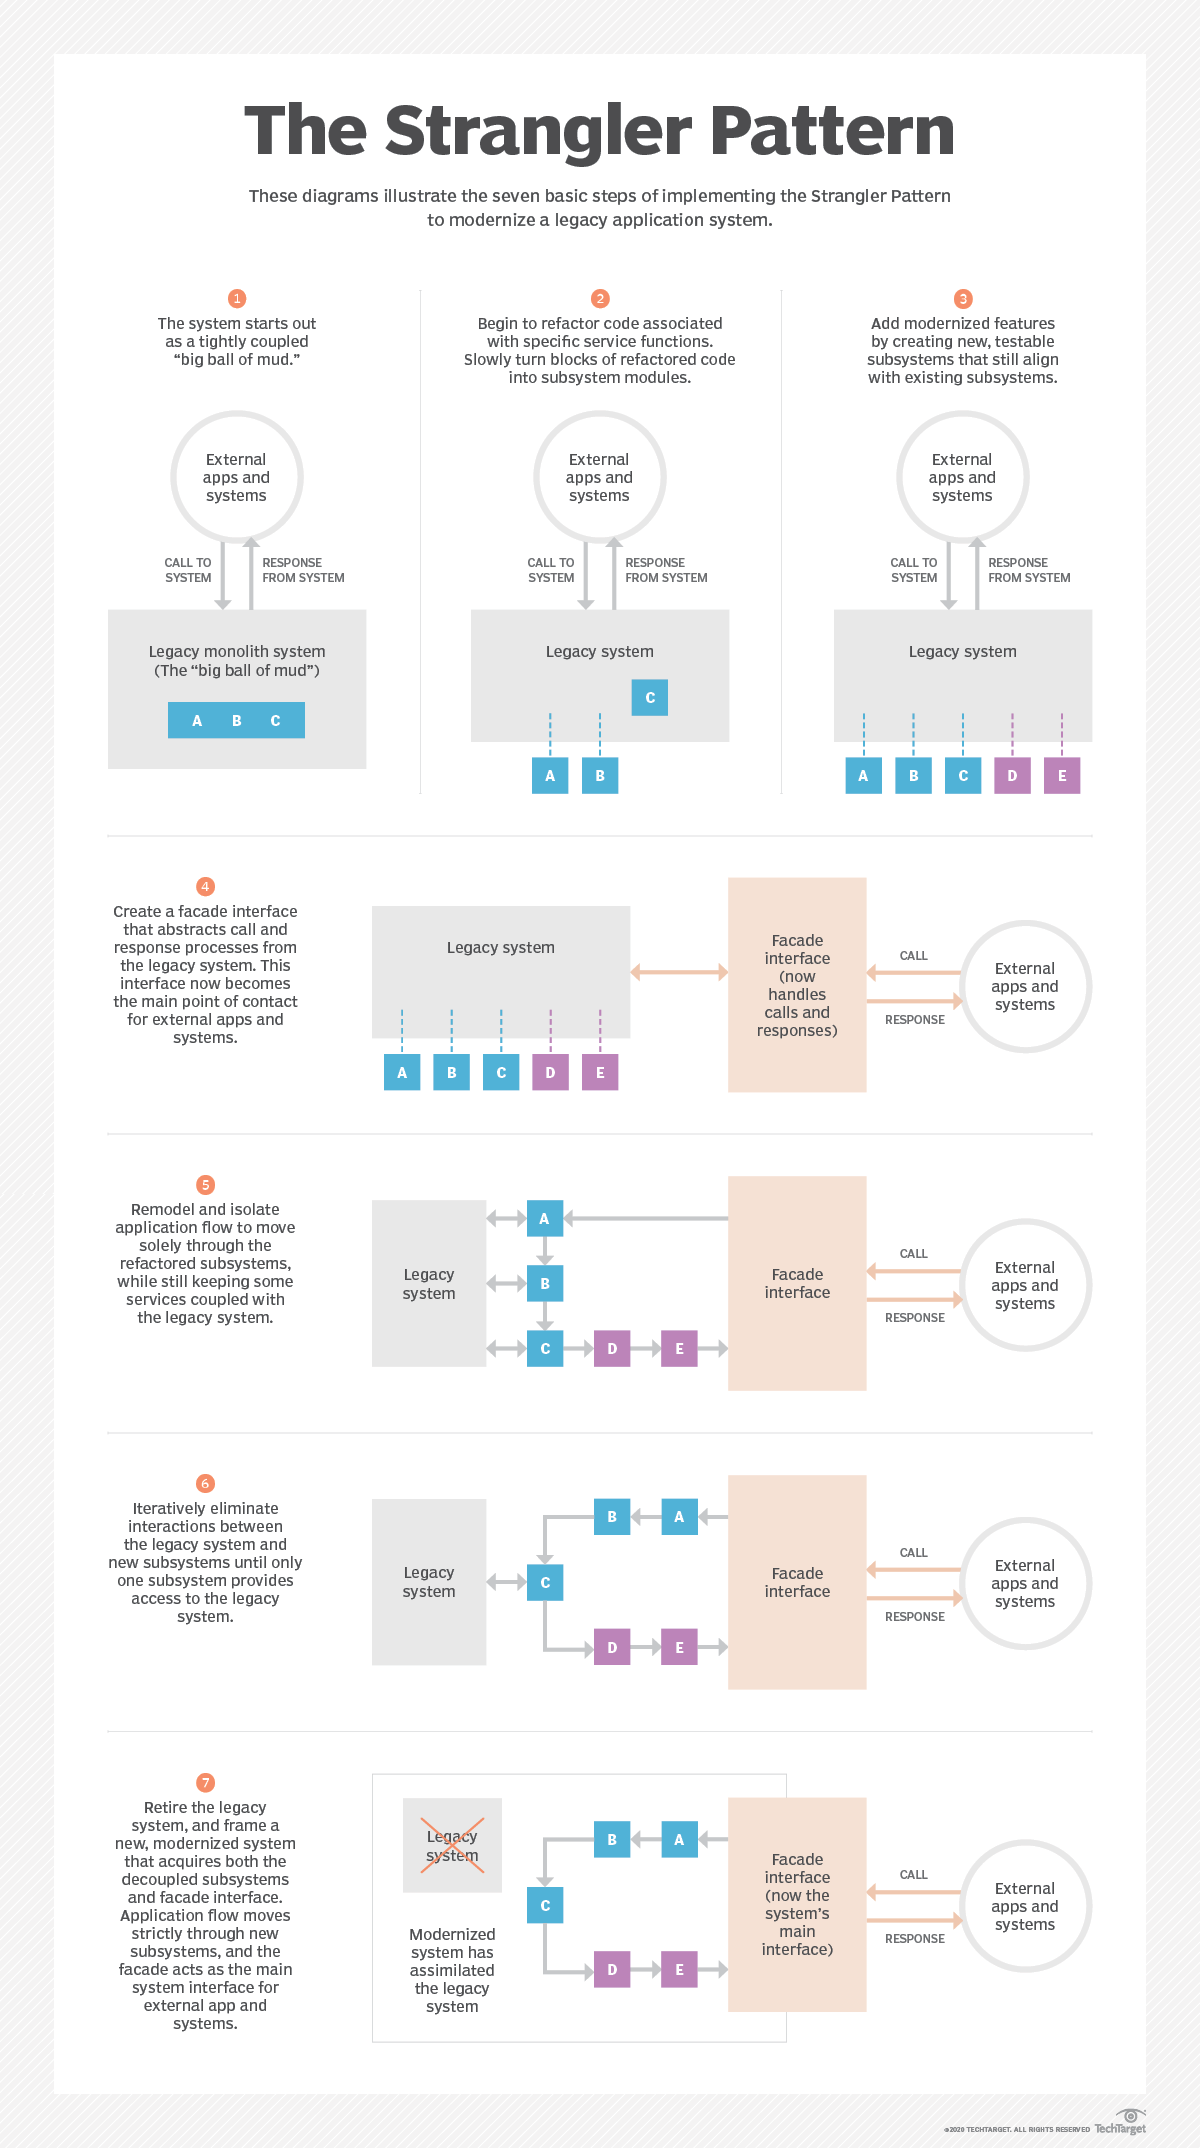 The Strangler Pattern
These diagrams illustrate the seven basic steps of implementing the Strangler Pattern
to modernize a legacy application system.
1
The system starts out
as a tightly coupled
“big ball of mud.”
External
apps and
systems
CALL TO
SYSTEM
RESPONSE
FROM SYSTEM
Legacy monolith system
(The “big ball of mud”)
A B C
2
Begin to refactor code associated
with specific service functions.
Slowly turn blocks of refactored code
into subsystem modules.
External
apps and
systems
CALL TO
SYSTEM
RESPONSE
FROM SYSTEM
Legacy system
C
A B
3
Add modernized features
by creating new, testable
subsystems that still align
with existing subsystems.
External
apps and
systems
CALL TO
SYSTEM
RESPONSE
FROM SYSTEM
Legacy system
A B C D E
4
Create a facade interface
that abstracts call and
response processes from
the legacy system. This
interface now becomes
the main point of contact
for external apps and
systems.
Legacy system
A B C D E
Facade
interface
(now
handles
calls and
responses)
CALL
RESPONSE
External
apps and
systems
5
Remodel and isolate
application flow to move
solely through the
refactored subsystems,
while still keeping some
services coupled with
the legacy system.
Legacy
system
A
B
C D E
Facade
interface
CALL
RESPONSE
External
apps and
systems
6
Iteratively eliminate
interactions between
the legacy system and
new subsystems until only
one subsystem provides
access to the legacy
system.
Legacy
system
B A
C
D E
Facade
interface
CALL
RESPONSE
External
apps and
systems
7
Retire the legacy
system, and frame a
new, modernized system
that acquires both the
decoupled subsystems
and facade interface.
Application flow moves
strictly through new
subsystems, and the
facade acts as the main
system interface for
external app and
systems.
Legacy
system
Modernized
system has
assimilated
the legacy
system
B A
C
D E
Facade
interface
(now the
system’s
main
interface)
CALL
RESPONSE
External
apps and
systems
©2020 TECHTARGET. ALL RIGHTS RESERVED TechTarget